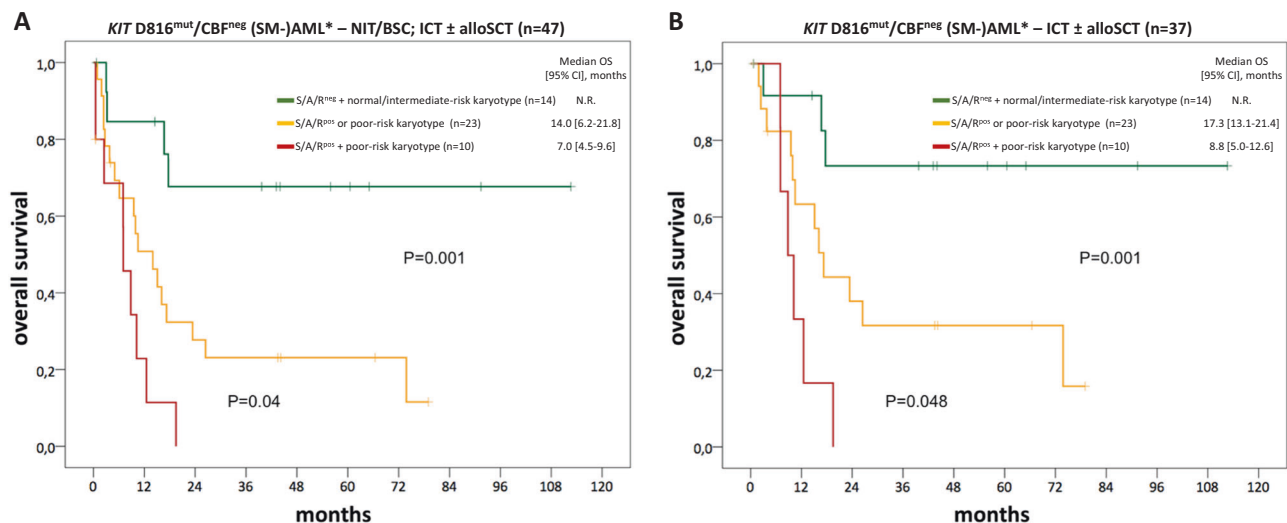 A
KIT D816ᵐᵘᵗ/CBFⁿᵉᵍ (SM-)AML* – NIT/BSC; ICT ± alloSCT (n=47)
Median OS
[95% CI], months
S/A/Rⁿᵉᵍ + normal/intermediate-risk karyotype (n=14) N.R.
S/A/Rᵖᵒˢ or poor-risk karyotype (n=23) 14.0 [6.2-21.8]
S/A/Rᵖᵒˢ + poor-risk karyotype (n=10) 7.0 [4.5-9.6]
overall survival
1,0
0,8
0,6
0,4
0,2
0,0
P=0.001
P=0.04
0 12 24 36 48 60 72 84 96 108 120
months
B
KIT D816ᵐᵘᵗ/CBFⁿᵉᵍ (SM-)AML* – ICT ± alloSCT (n=37)
Median OS
[95% CI], months
S/A/Rⁿᵉᵍ + normal/intermediate-risk karyotype (n=14) N.R.
S/A/Rᵖᵒˢ or poor-risk karyotype (n=23) 17.3 [13.1-21.4]
S/A/Rᵖᵒˢ + poor-risk karyotype (n=10) 8.8 [5.0-12.6]
overall survival
1,0
0,8
0,6
0,4
0,2
0,0
P=0.001
P=0.048
0 12 24 36 48 60 72 84 96 108 120
months